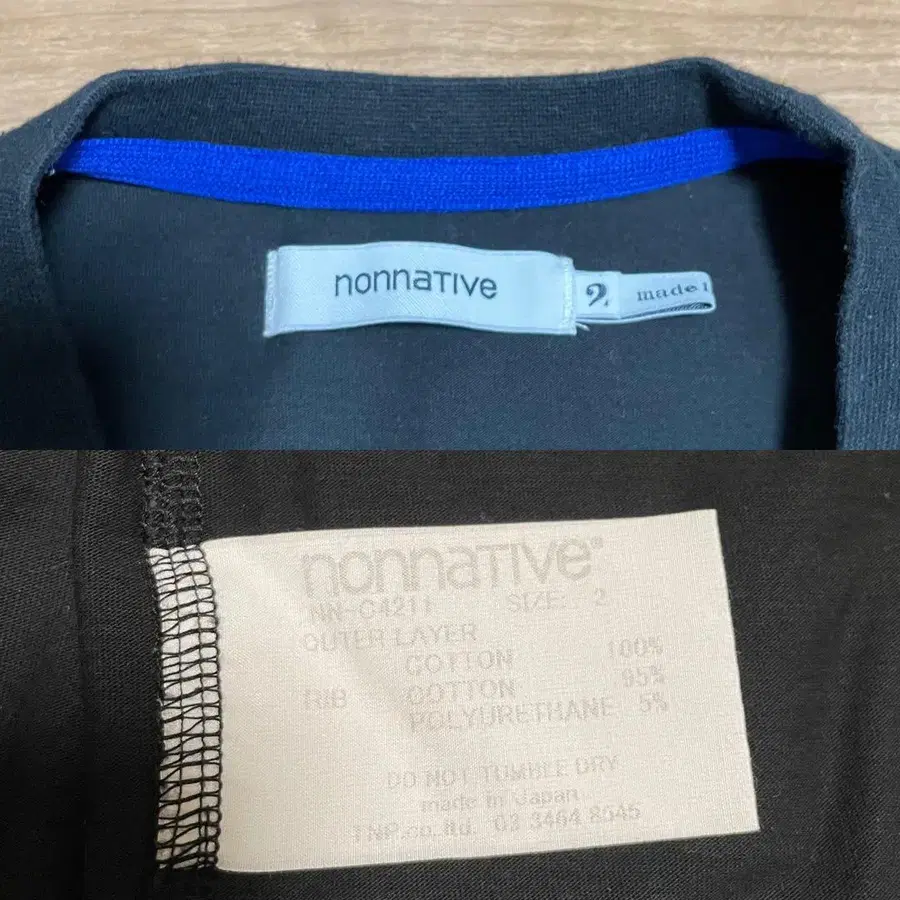 nonnative
2 made i
nonnative®
NN-C4211 SIZE: 2
OUTER LAYER
COTTON 100%
RIB COTTON 95%
POLYURETHANE 5%
DO NOT TUMBLE DRY
made in Japan
TNP.co.,ltd. 03 3464 8545